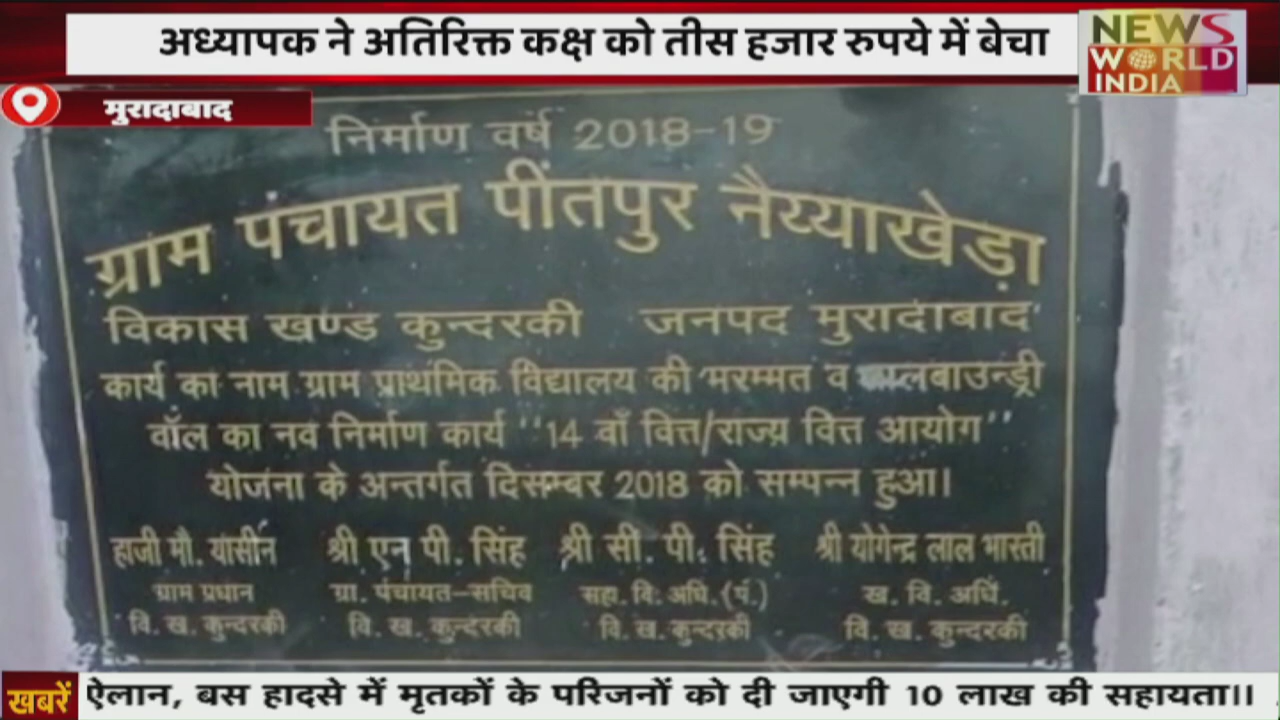 अध्यापक ने अतिरिक्त कक्ष को तीस हजार रुपये में बेचा
NEWS
WORLD
INDIA
मुरादाबाद
निर्माण वर्ष 2018-19
ग्राम पंचायत पींतपुर नैय्याखेड़ा
विकास खण्ड कुन्दरकी जनपद मुरादाबाद
कार्य का नाम ग्राम प्राथमिक विद्यालय की मरम्मत व बाउन्ड्री
वॉल का नव निर्माण कार्य "14 वाँ वित्त/राज्य वित्त आयोग"
योजना के अन्तर्गत दिसम्बर 2018 को सम्पन्न हुआ।
हाजी मौ. यासीन श्री एन पी. सिंह श्री सी. पी. सिंह श्री योगेन्द्र लाल भारती
ग्राम प्रधान ग्रा. पंचायत-सचिव सहा. वि. अधि. (पं.) ख. वि. अधि.
वि. ख. कुन्दरकी वि. ख. कुन्दरकी वि. ख. कुन्दरकी वि. ख. कुन्दरकी
खबरें ऐलान, बस हादसे में मृतकों के परिजनों को दी जाएगी 10 लाख की सहायता।।